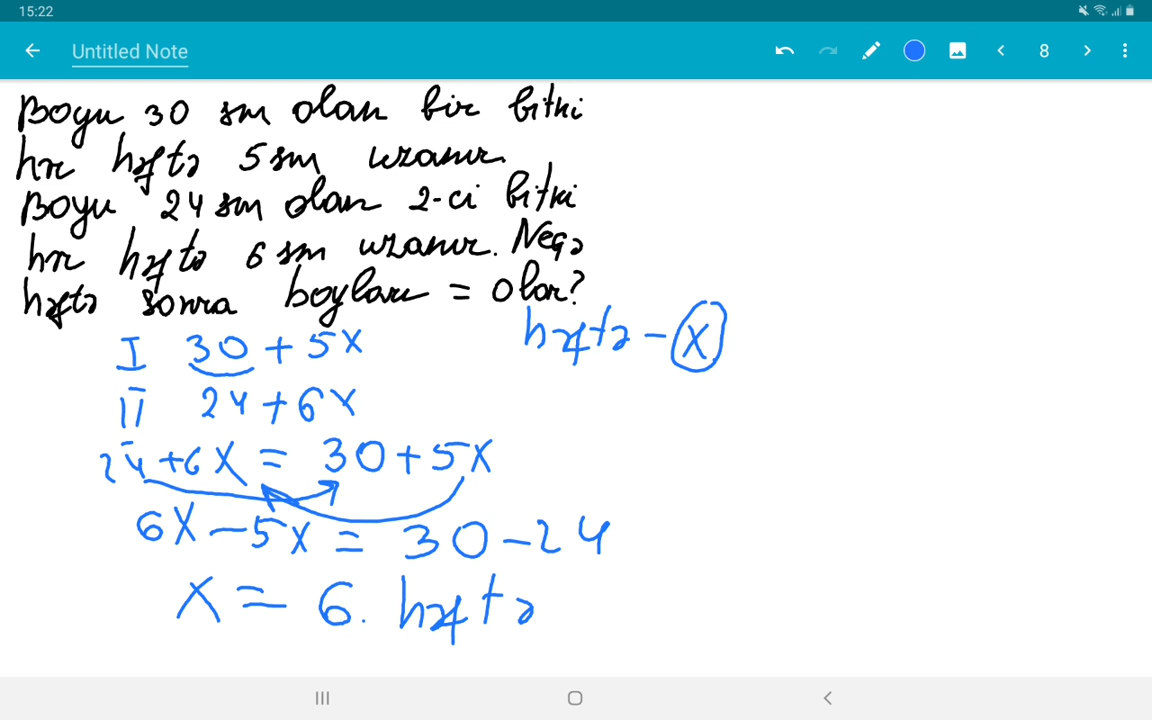 15:22
Untitled Note
8
Boyu 30 sm olan bir bitki
hər həftə 5 sm uzanır.
Boyu 24 sm olan 2-ci bitki
hər həftə 6 sm uzanır. Neçə
həftə sonra boyları = olar?
həftə - x
I 30 + 5x
II 24 + 6x
24 + 6x = 30 + 5x
6x - 5x = 30 - 24
x = 6. həftə